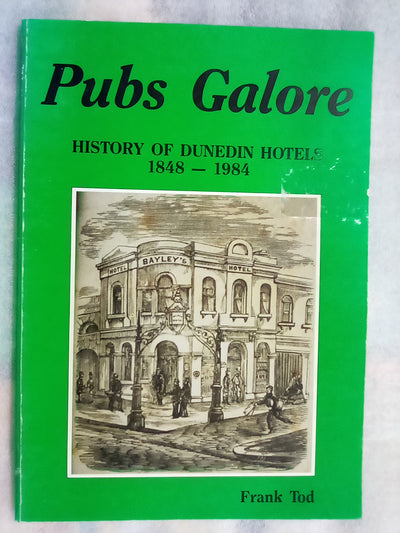 Pubs Galore
HISTORY OF DUNEDIN HOTELS
1848 — 1984
HOTEL
BAYLEY'S
HOTEL
Frank Tod